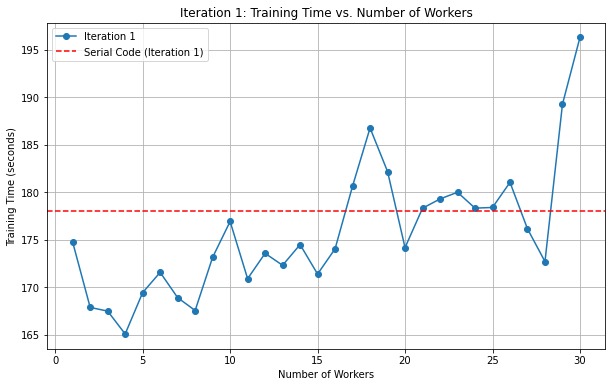 Iteration 1: Training Time vs. Number of Workers
Iteration 1
Serial Code (Iteration 1)
Training Time (seconds)
195
190
185
180
175
170
165
0 5 10 15 20 25 30
Number of Workers